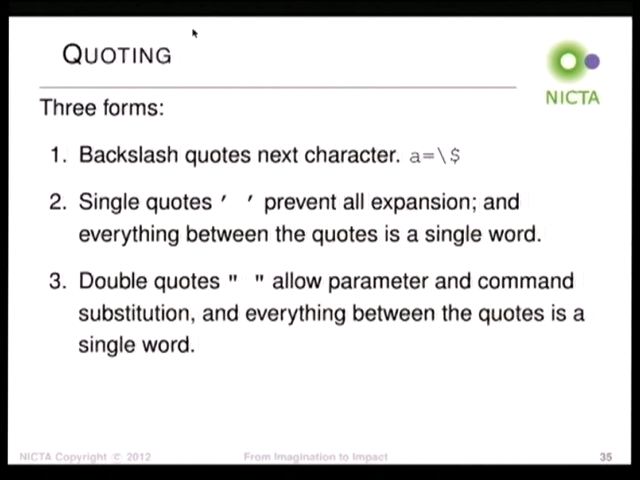 QUOTING
NICTA
Three forms:
1. Backslash quotes next character. a=\$
2. Single quotes ' ' prevent all expansion; and
everything between the quotes is a single word.
3. Double quotes " " allow parameter and command
substitution, and everything between the quotes is a
single word.
NICTA Copyright © 2012
From Imagination to Impact
35